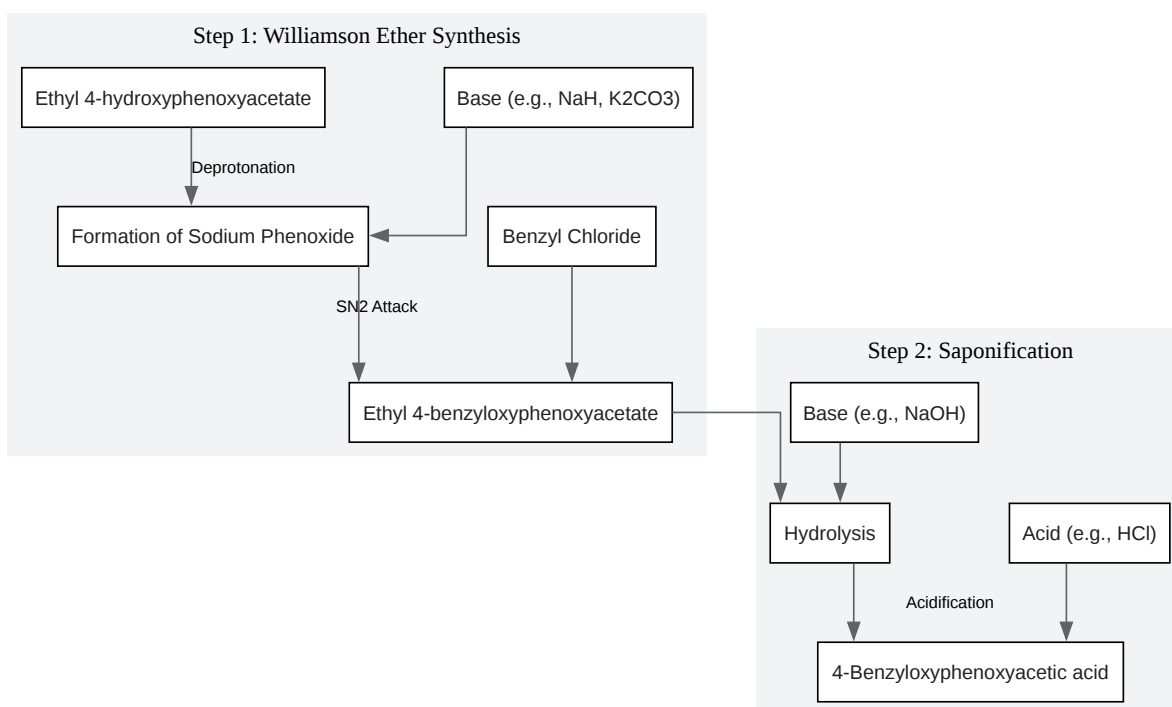 Step 1: Williamson Ether Synthesis
Ethyl 4-hydroxyphenoxyacetate
Base (e.g., NaH, K2CO3)
Deprotonation
Formation of Sodium Phenoxide
Benzyl Chloride
SN2 Attack
Ethyl 4-benzyloxyphenoxyacetate
Step 2: Saponification
Base (e.g., NaOH)
Hydrolysis
Acid (e.g., HCl)
Acidification
4-Benzyloxyphenoxyacetic acid